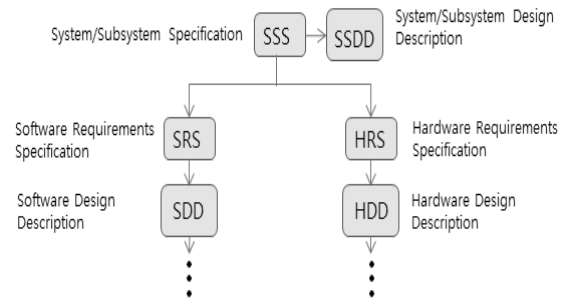 System/Subsystem Specification
SSS
SSDD
System/Subsystem Design
Description
Software Requirements
Specification
SRS
HRS
Hardware Requirements
Specification
Software Design
Description
SDD
HDD
Hardware Design
Description